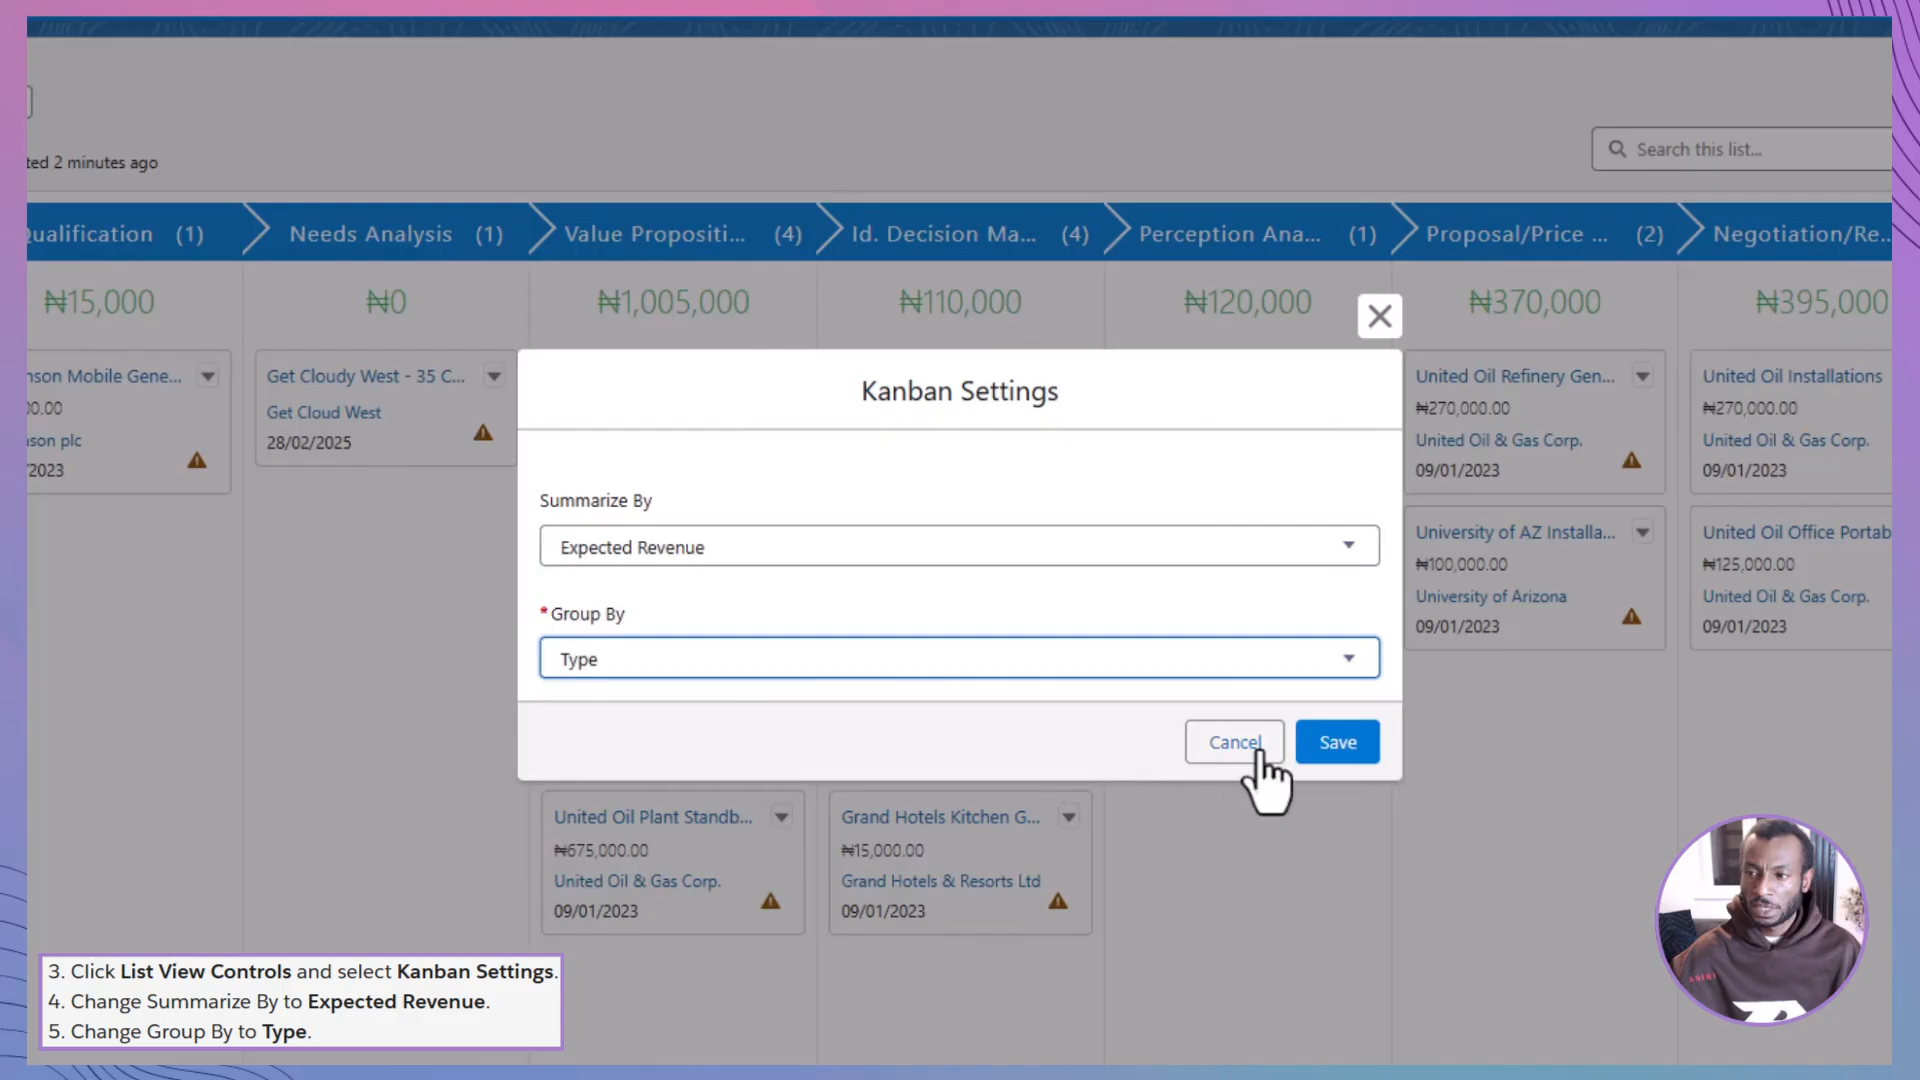 ted 2 minutes ago
Search this list...
ualification (1)
Needs Analysis (1)
Value Propositi... (4)
Id. Decision Ma... (4)
Perception Ana... (1)
Proposal/Price ... (2)
Negotiation/Re...
₦15,000
₦0
₦1,005,000
₦110,000
₦120,000
₦370,000
₦395,000
nson Mobile Gene...
00.00
nson plc
/2023
Get Cloudy West - 35 C...
Get Cloud West
28/02/2025
Kanban Settings
Summarize By
Expected Revenue
*Group By
Type
Cancel
Save
United Oil Refinery Gen...
₦270,000.00
United Oil & Gas Corp.
09/01/2023
University of AZ Installa...
₦100,000.00
University of Arizona
09/01/2023
United Oil Installations
₦270,000.00
United Oil & Gas Corp.
09/01/2023
United Oil Office Portab
₦125,000.00
United Oil & Gas Corp.
09/01/2023
United Oil Plant Standb...
₦675,000.00
United Oil & Gas Corp.
09/01/2023
Grand Hotels Kitchen G...
₦15,000.00
Grand Hotels & Resorts Ltd
09/01/2023
3. Click List View Controls and select Kanban Settings.
4. Change Summarize By to Expected Revenue.
5. Change Group By to Type.